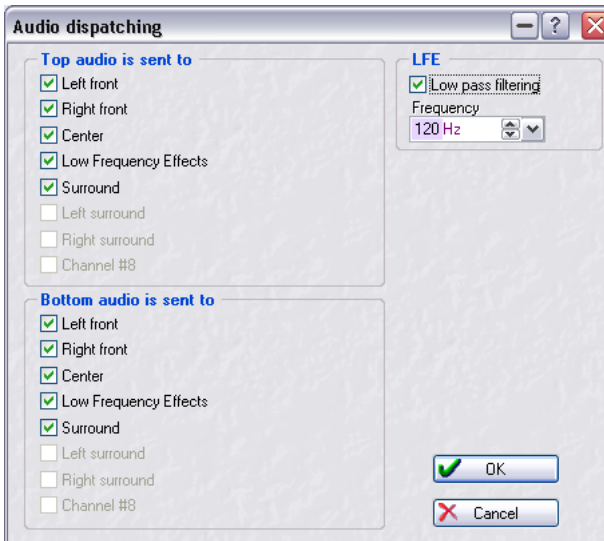 Audio dispatching
Top audio is sent to
Left front
Right front
Center
Low Frequency Effects
Surround
Left surround
Right surround
Channel #8
LFE
Low pass filtering
Frequency
120 Hz
Bottom audio is sent to
Left front
Right front
Center
Low Frequency Effects
Surround
Left surround
Right surround
Channel #8
OK
Cancel